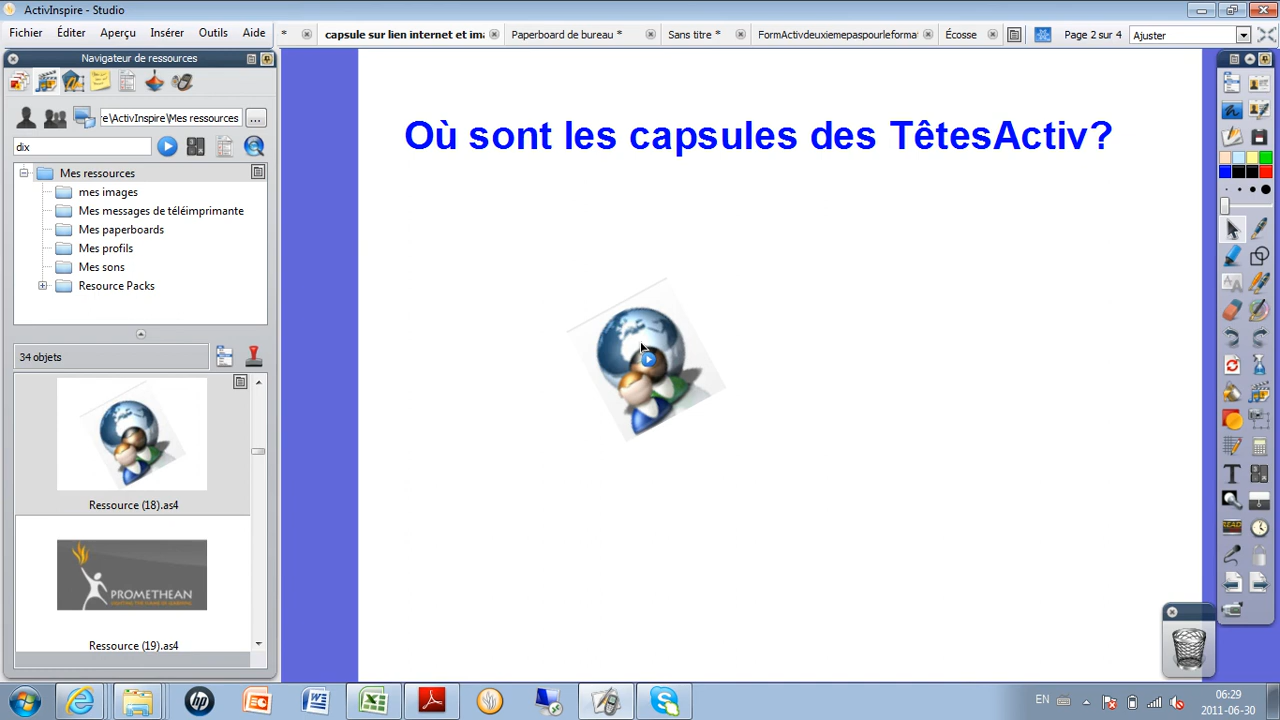 ActivInspire - Studio
Fichier Éditer Aperçu Insérer Outils Aide
* capsule sur lien internet et ima Paperboard de bureau * Sans titre * FormActivdeuxiemepaspourleformat Écosse Page 2 sur 4 Ajuster
Navigateur de ressources
e\ActivInspire\Mes ressources ...
dix
Mes ressources
mes images
Mes messages de téléimprimante
Mes paperboards
Mes profils
Mes sons
Resource Packs
34 objets
Ressource (18).as4
PROMETHEAN
Ressource (19).as4
Où sont les capsules des TêtesActiv?
EN 06:29
2011-06-30